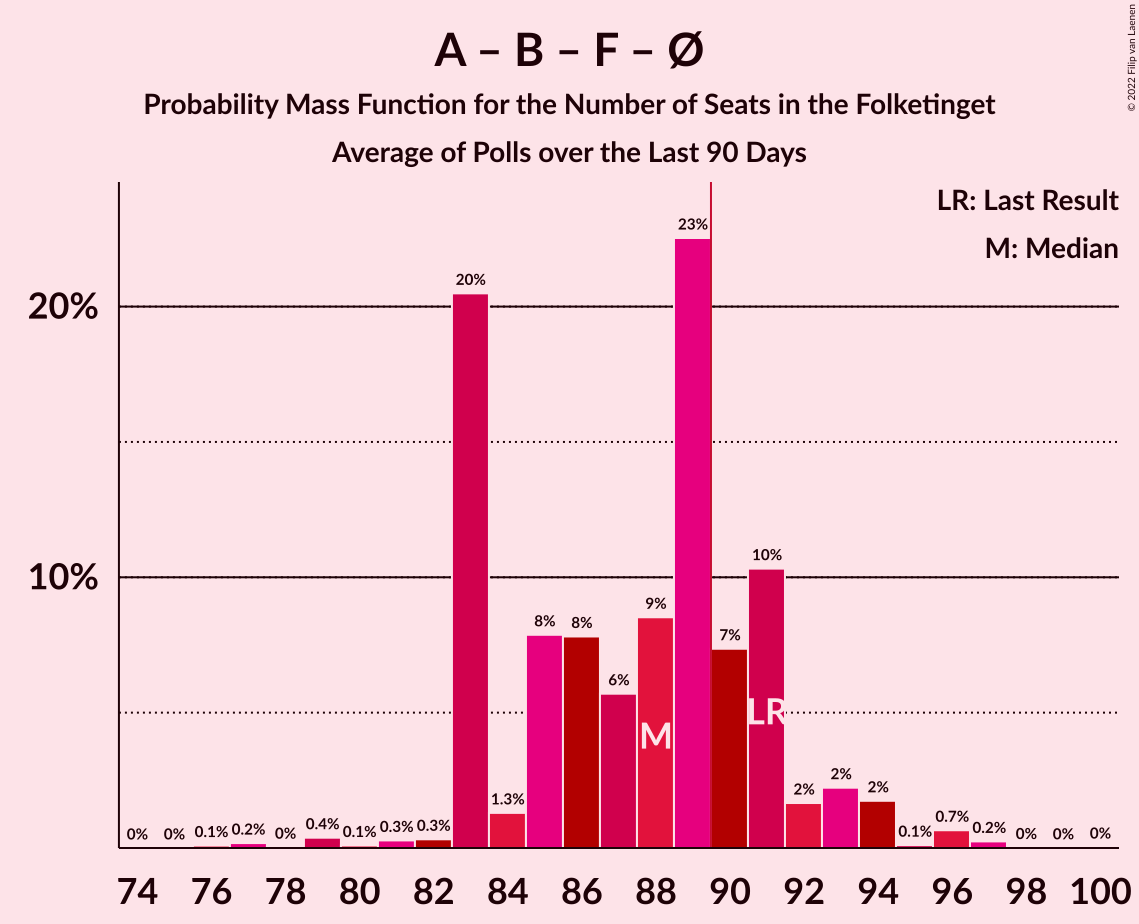 A – B – F – Ø
Probability Mass Function for the Number of Seats in the Folketinget
Average of Polls over the Last 90 Days
© 2022 Filip van Laenen
LR: Last Result
M: Median
20%
10%
0% 0% 0.1% 0.2% 0% 0.4% 0.1% 0.3% 0.3% 20% 1.3% 8% 8% 6% 9% 23% 7% 10% 2% 2% 2% 0.1% 0.7% 0.2% 0% 0% 0%
M
LR
74 76 78 80 82 84 86 88 90 92 94 96 98 100